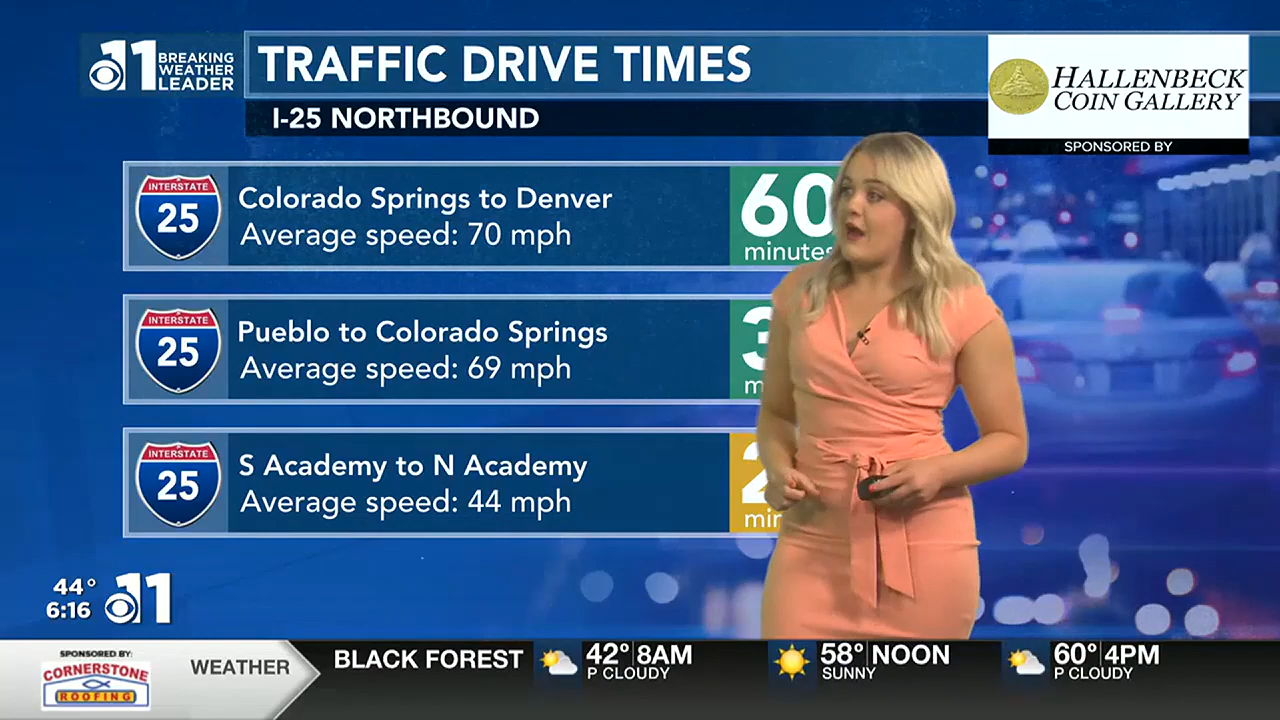 11 BREAKING
WEATHER
LEADER
TRAFFIC DRIVE TIMES
I-25 NORTHBOUND
HALLENBECK
COIN GALLERY
SPONSORED BY
INTERSTATE
25
Colorado Springs to Denver
Average speed: 70 mph
60
minutes
INTERSTATE
25
Pueblo to Colorado Springs
Average speed: 69 mph
INTERSTATE
25
S Academy to N Academy
Average speed: 44 mph
44°
6:16
11
SPONSORED BY:
CORNERSTONE
ROOFING
WEATHER
BLACK FOREST
42° 8AM
P CLOUDY
58° NOON
SUNNY
60° 4PM
P CLOUDY